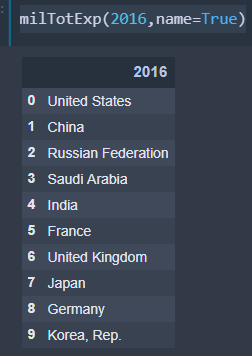 milTotExp(2016,name=True)
2016
0 United States
1 China
2 Russian Federation
3 Saudi Arabia
4 India
5 France
6 United Kingdom
7 Japan
8 Germany
9 Korea, Rep.